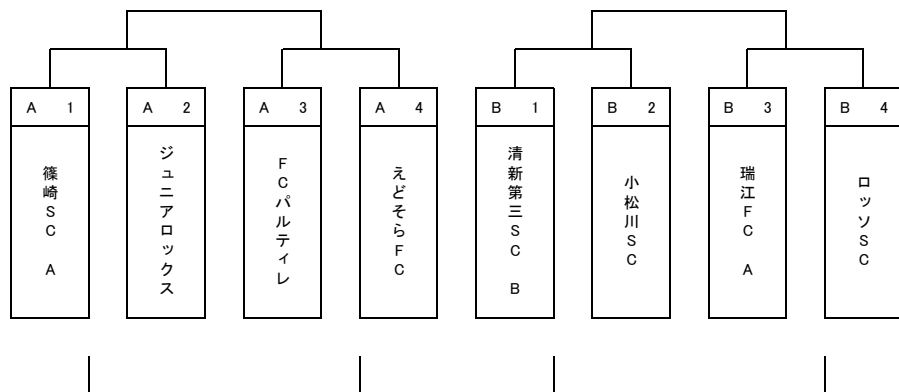 A 1
A 2
A 3
A 4
B 1
B 2
B 3
B 4
篠崎SC A
ジュニアロックス
FCパルティレ
えどそらFC
清新第三SC B
小松川SC
瑞江FC A
ロッソSC